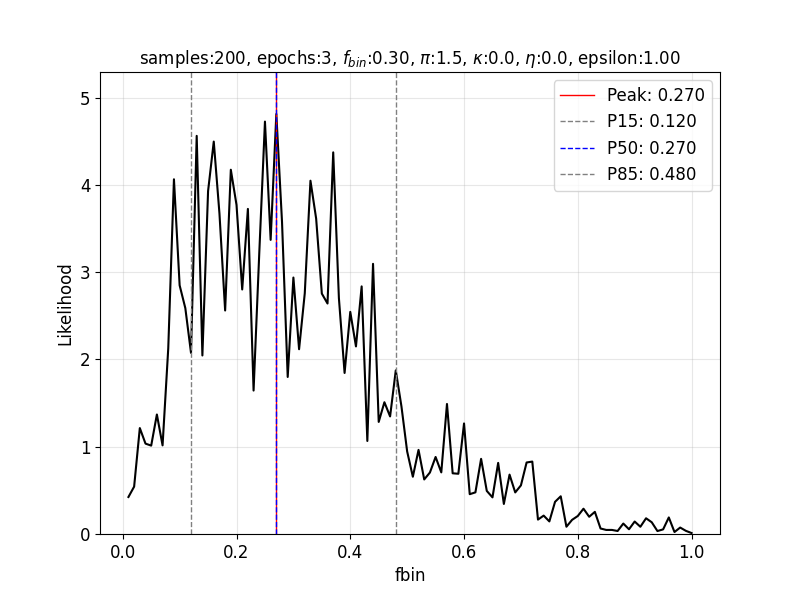 samples:200, epochs:3, f_bin:0.30, π:1.5, κ:0.0, η:0.0, epsilon:1.00
Peak: 0.270
P15: 0.120
P50: 0.270
P85: 0.480
Likelihood
5
4
3
2
1
0
0.0 0.2 0.4 0.6 0.8 1.0
fbin